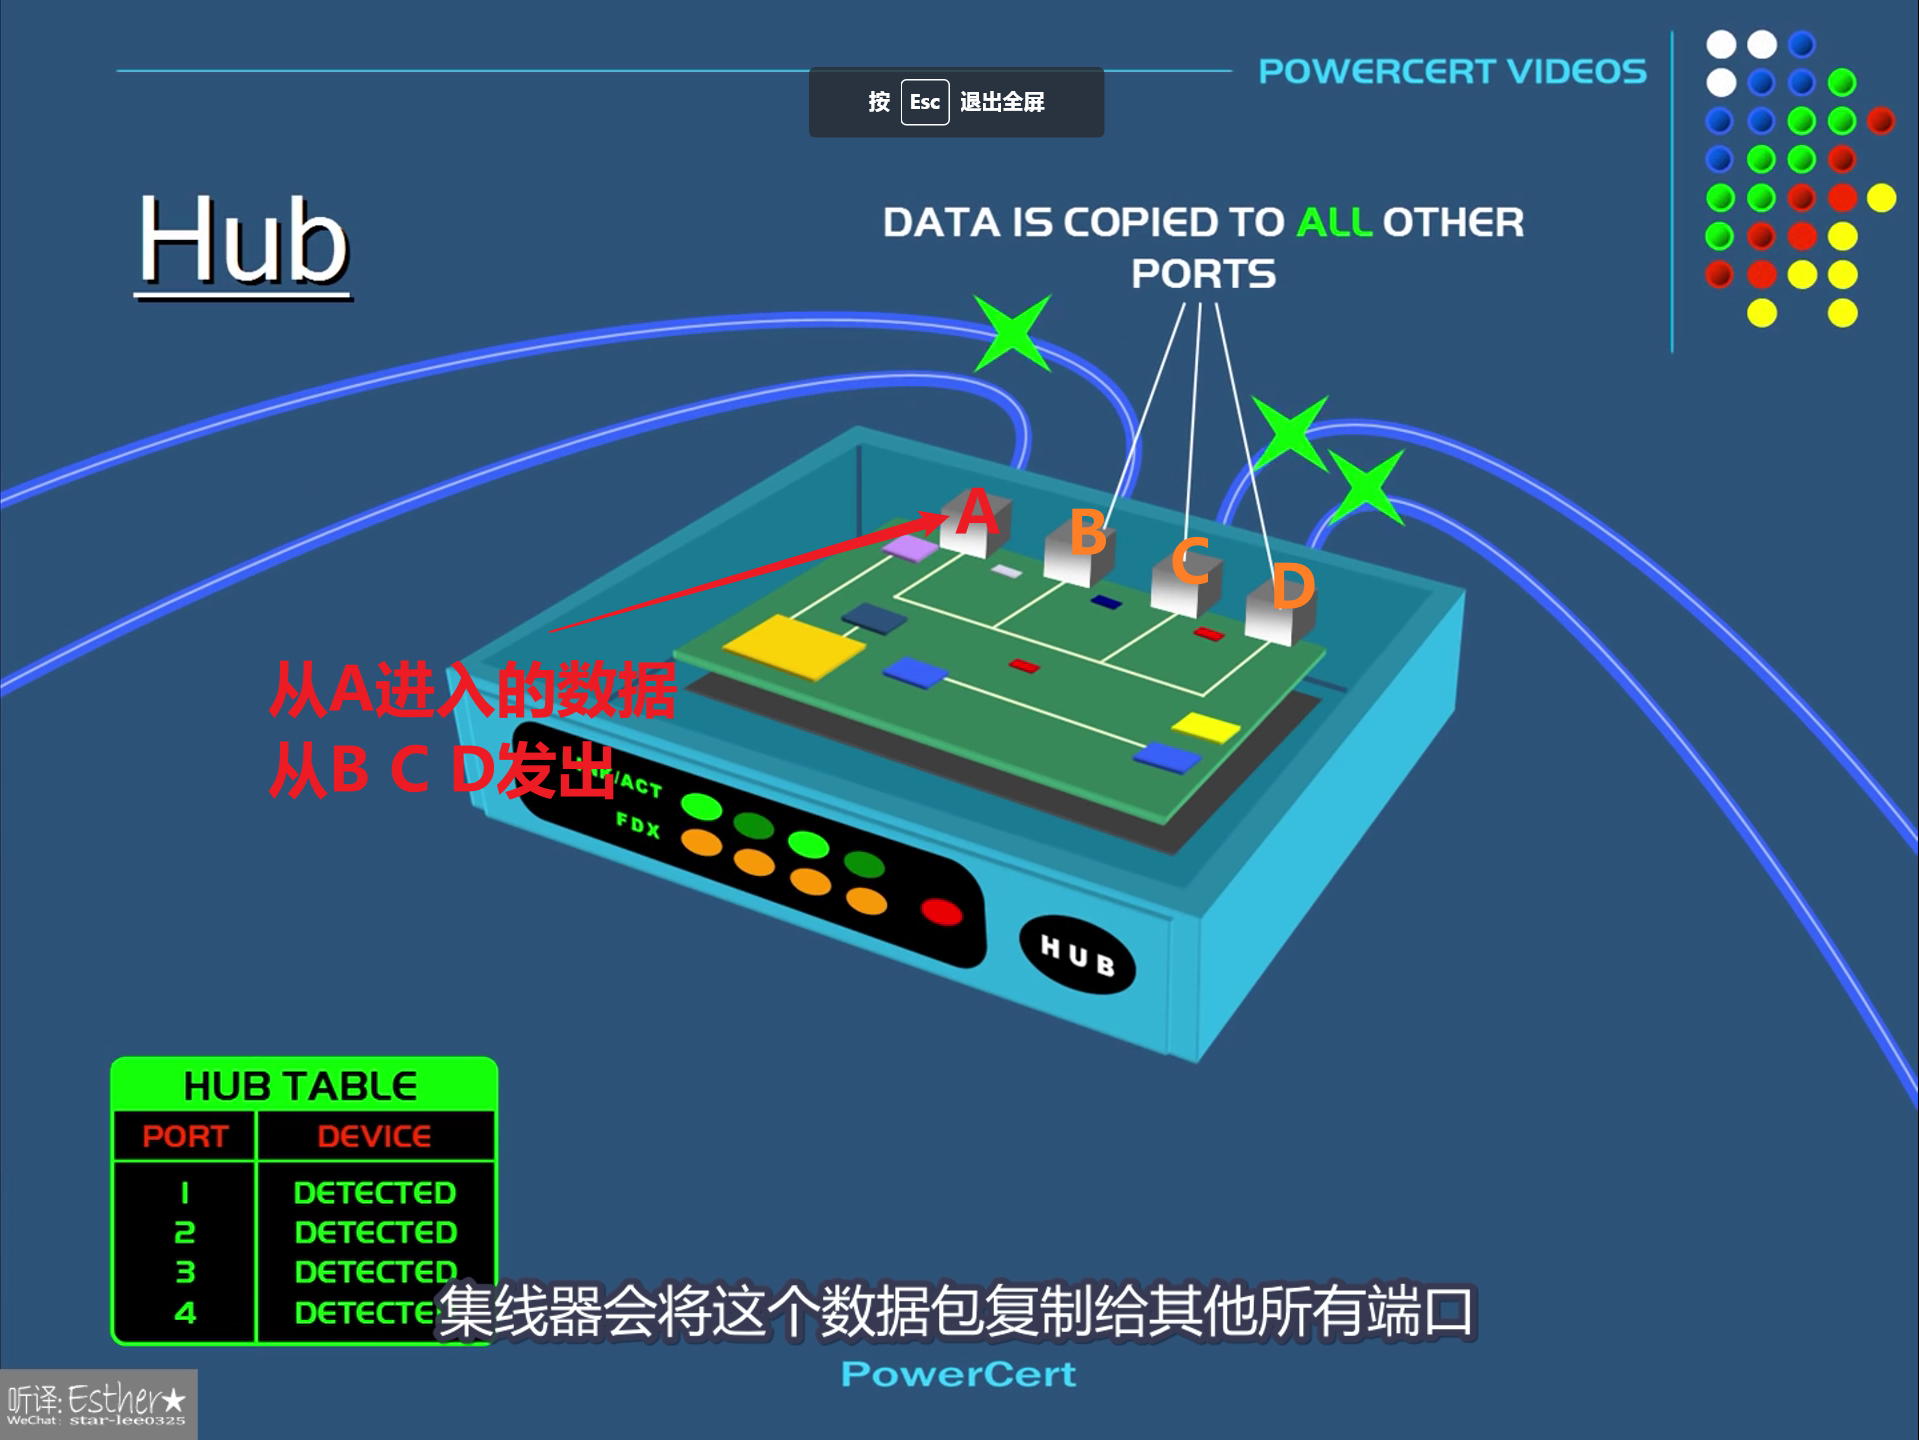 POWERCERT VIDEOS
按 Esc 退出全屏
Hub
DATA IS COPIED TO ALL OTHER
PORTS
A
B
C
D
从A进入的数据
从B C D发出
/ACT
FDX
HUB
HUB TABLE
PORT DEVICE
1 DETECTED
2 DETECTED
3 DETECTED
4 DETECTE
集线器会将这个数据包复制给其他所有端口
PowerCert
听译:Esther★
WeChat: star-lee0325